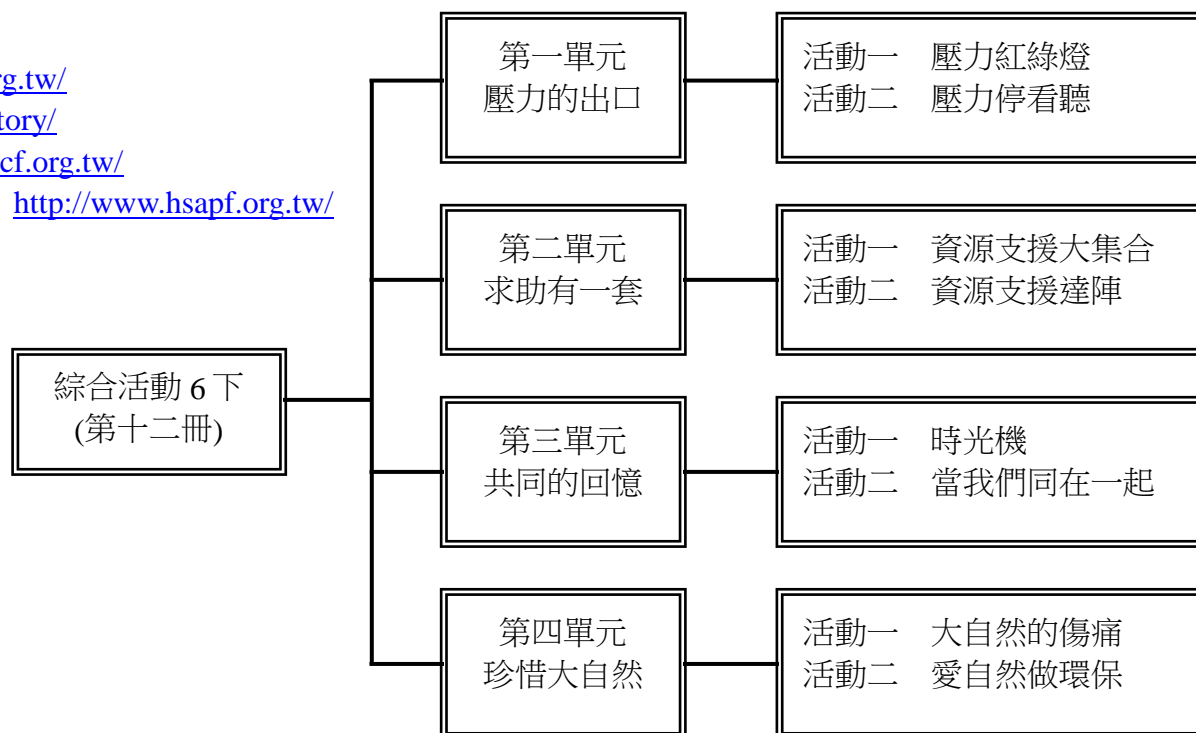 rg.tw/
tory/
cf.org.tw/
http://www.hsapf.org.tw/
綜合活動 6 下
(第十二冊)
第一單元
壓力的出口
活動一 壓力紅綠燈
活動二 壓力停看聽
第二單元
求助有一套
活動一 資源支援大集合
活動二 資源支援達陣
第三單元
共同的回憶
活動一 時光機
活動二 當我們同在一起
第四單元
珍惜大自然
活動一 大自然的傷痛
活動二 愛自然做環保